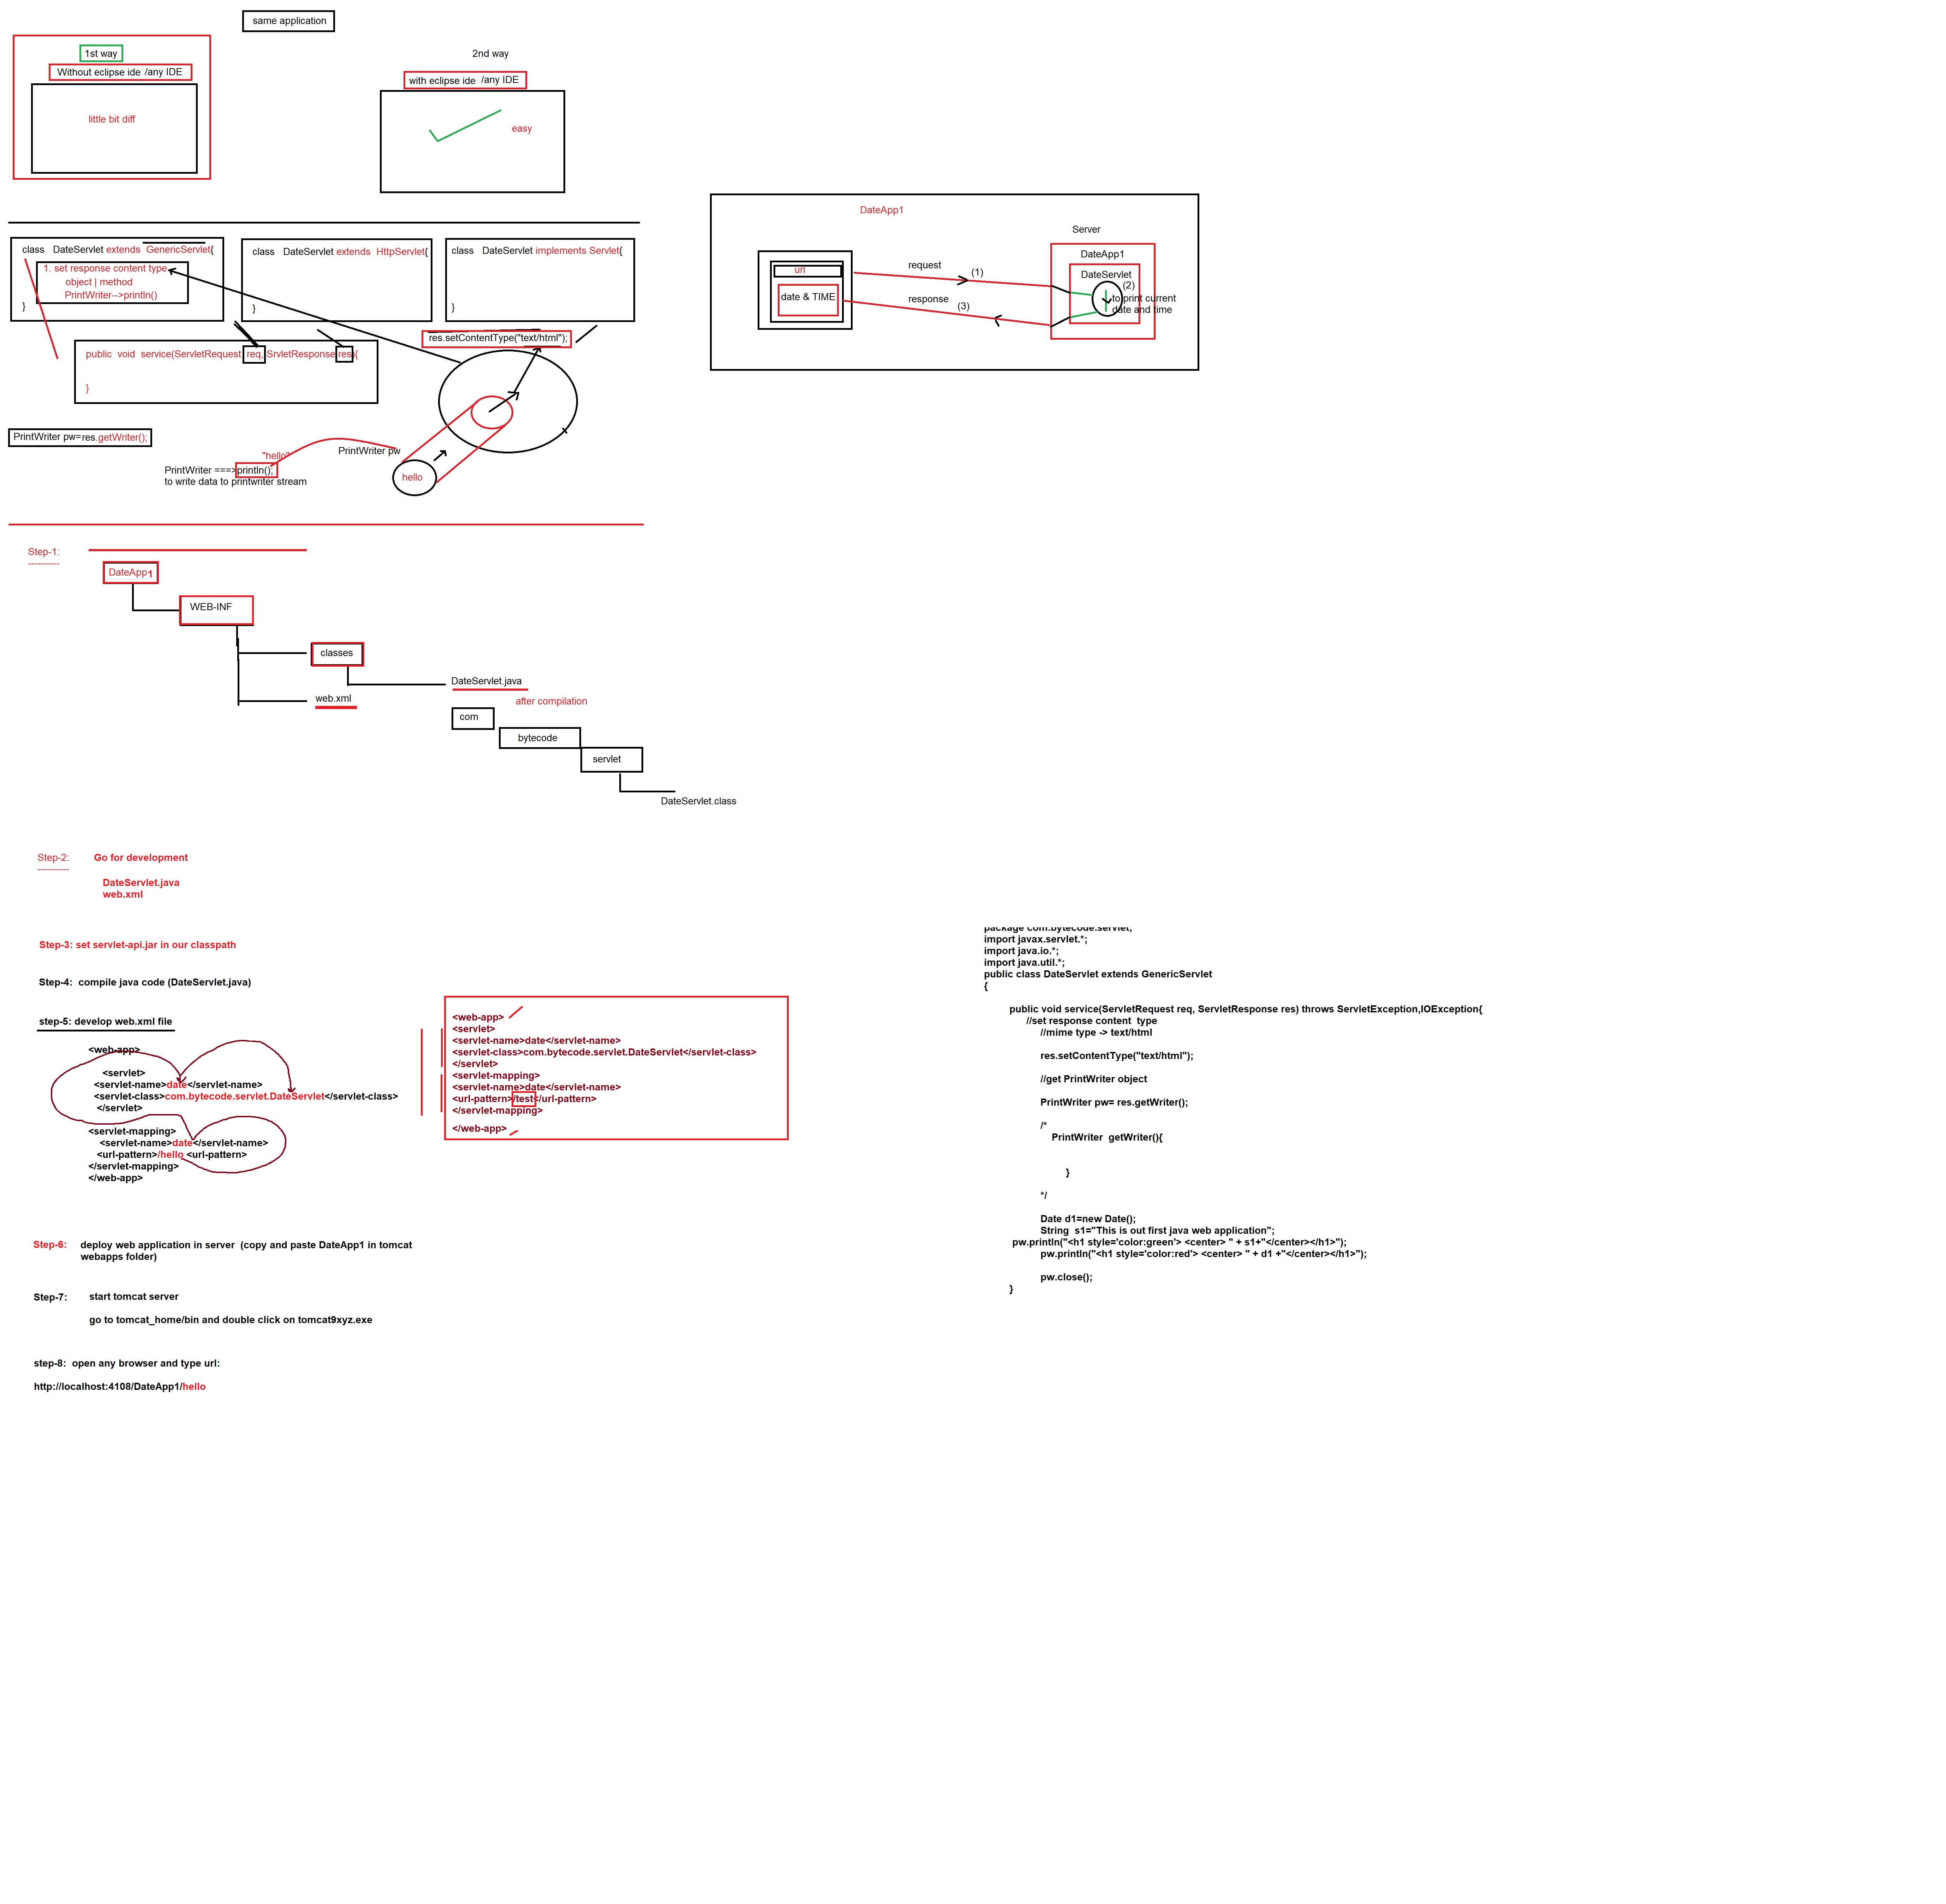 same application
1st way
Without eclipse ide /any IDE
little bit diff
2nd way
with eclipse ide /any IDE
easy
class DateServlet extends GenericServlet{
1. set response content type
object | method
PrintWriter-->println()
}
class DateServlet extends HttpServlet{
}
class DateServlet implements Servlet{
}
res.setContentType("text/html");
public void service(ServletRequest req, SrvletResponse res){
}
PrintWriter pw=res.getWriter();
"hello"
PrintWriter pw
PrintWriter ===>println();
to write data to printwriter stream
hello
DateApp1
Server
url
date & TIME
request
(1)
response
(3)
DateApp1
DateServlet
(2)
to print current
date and time
Step-1:
----------
DateApp1
WEB-INF
classes
DateServlet.java
web.xml
after compilation
com
bytecode
servlet
DateServlet.class
Step-2: Go for development
----------
DateServlet.java
web.xml
Step-3: set servlet-api.jar in our classpath
Step-4: compile java code (DateServlet.java)
step-5: develop web.xml file
<web-app>
<servlet>
<servlet-name>date</servlet-name>
<servlet-class>com.bytecode.servlet.DateServlet</servlet-class>
</servlet>
<servlet-mapping>
<servlet-name>date</servlet-name>
<url-pattern>/hello <url-pattern>
</servlet-mapping>
</web-app>
<web-app>
<servlet>
<servlet-name>date</servlet-name>
<servlet-class>com.bytecode.servlet.DateServlet</servlet-class>
</servlet>
<servlet-mapping>
<servlet-name>date</servlet-name>
<url-pattern>/test</url-pattern>
</servlet-mapping>
</web-app>
Step-6: deploy web application in server (copy and paste DateApp1 in tomcat
webapps folder)
Step-7: start tomcat server
go to tomcat_home/bin and double click on tomcat9xyz.exe
step-8: open any browser and type url:
http://localhost:4108/DateApp1/hello
package com.bytecode.servlet;
import javax.servlet.*;
import java.io.*;
import java.util.*;
public class DateServlet extends GenericServlet
{
public void service(ServletRequest req, ServletResponse res) throws ServletException,IOException{
//set response content type
//mime type -> text/html
res.setContentType("text/html");
//get PrintWriter object
PrintWriter pw= res.getWriter();
/*
PrintWriter getWriter(){
}
*/
Date d1=new Date();
String s1="This is out first java web application";
pw.println("<h1 style='color:green'> <center> " + s1+"</center></h1>");
pw.println("<h1 style='color:red'> <center> " + d1 +"</center></h1>");
pw.close();
}